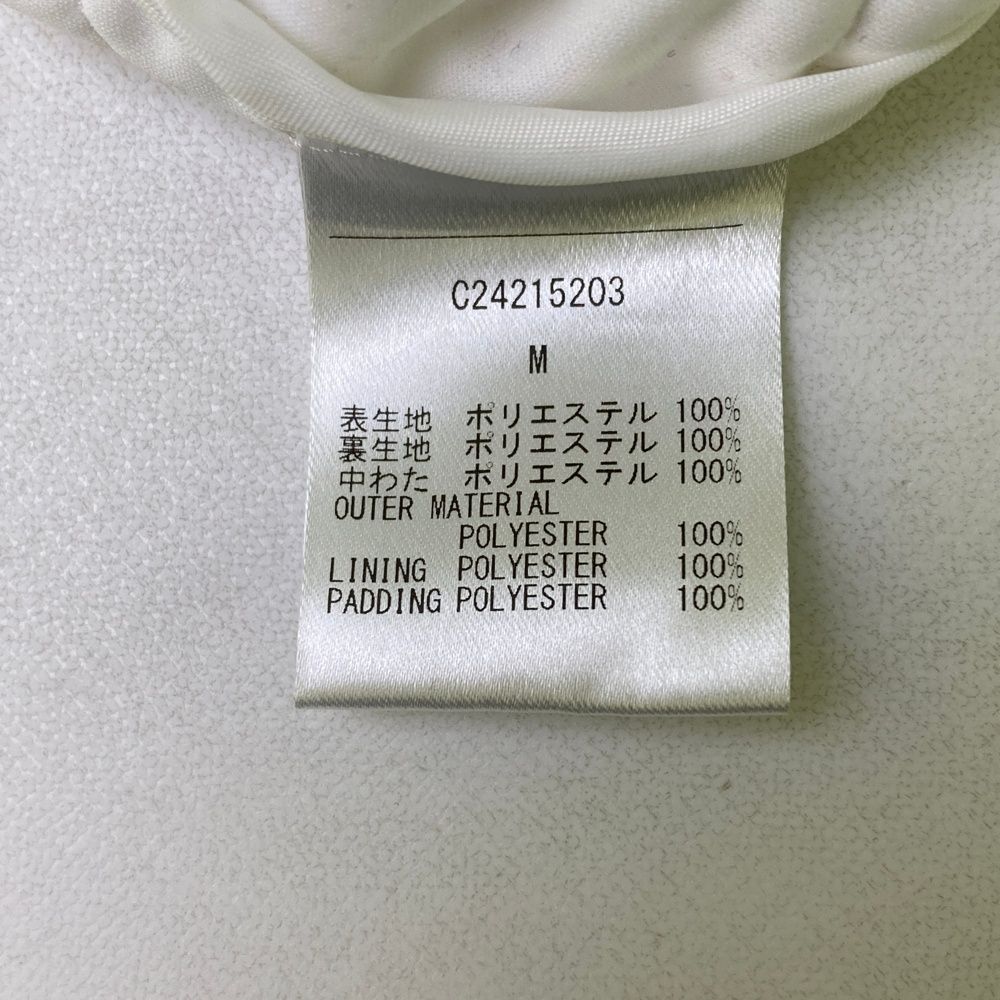 C24215203
M
表生地 ポリエステル 100%
裏生地 ポリエステル 100%
中わた ポリエステル 100%
OUTER MATERIAL
POLYESTER 100%
LINING POLYESTER 100%
PADDING POLYESTER 100%